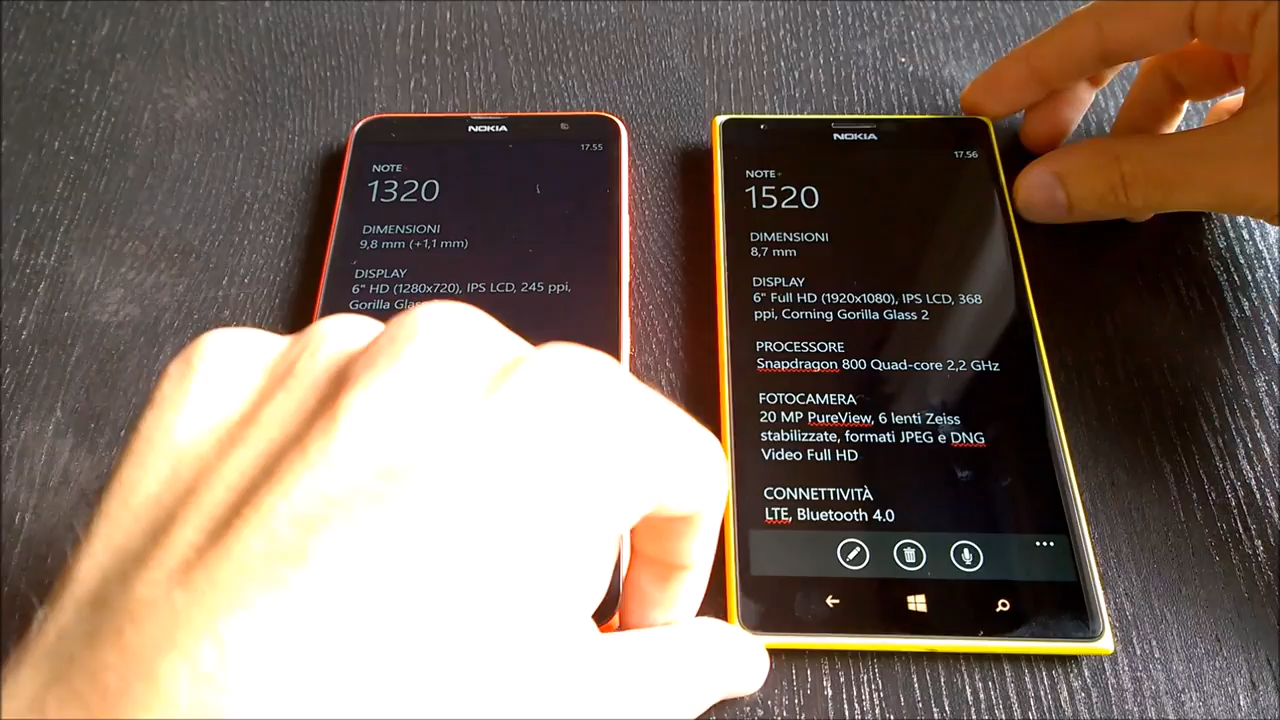 NOKIA
17.55
NOTE
1320
DIMENSIONI
9,8 mm (+1,1 mm)
DISPLAY
6" HD (1280x720), IPS LCD, 245 ppi,
Gorilla
NOKIA
17.56
NOTE
1520
DIMENSIONI
8,7 mm
DISPLAY
6" Full HD (1920x1080), IPS LCD, 368
ppi, Corning Gorilla Glass 2
PROCESSORE
Snapdragon 800 Quad-core 2,2 GHz
FOTOCAMERA
20 MP PureView, 6 lenti Zeiss
stabilizzate, formati JPEG e DNG
Video Full HD
CONNETTIVITÀ
LTE, Bluetooth 4.0